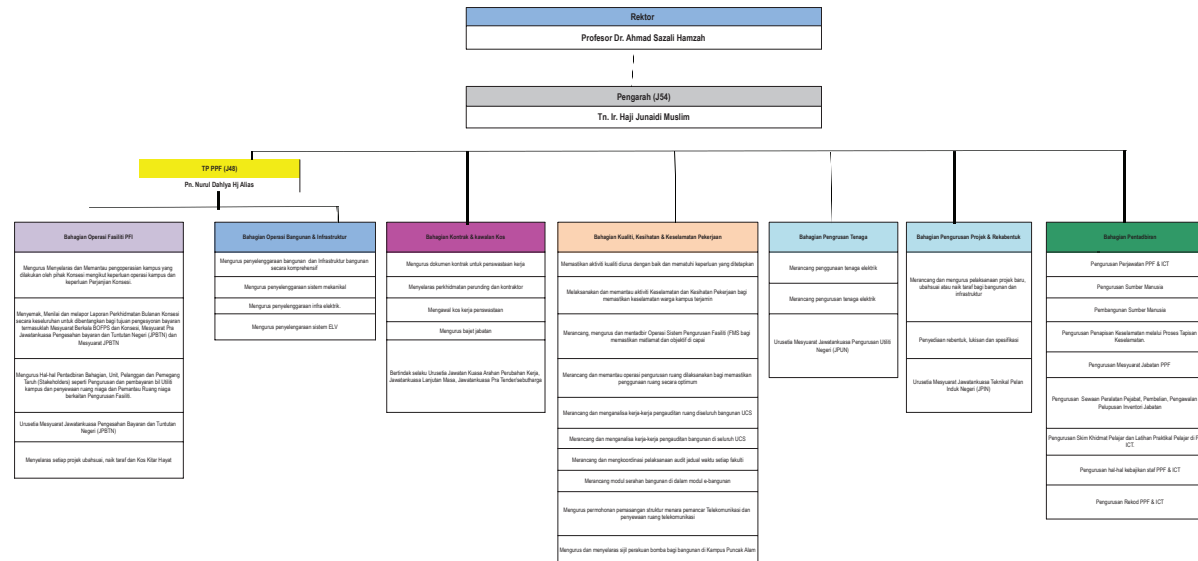 Rektor
Profesor Dr. Ahmad Sazali Hamzah
Pengarah (J54)
Tn. Ir. Haji Junaidi Muslim
TP PPF (J48)
Pn. Nurul Dahlya Hj Alias
Bahagian Operasi Fasiliti PFI
Mengurus Menyelaras dan Memantau pengoperasian kampus yang
dilakukan oleh pihak Konsesi mengikut keperluan operasi kampus dan
keperluan Perjanjian Konsesi.
Menyemak, Menilai dan melapor Laporan Perkhidmatan Bulanan Konsesi
secara keseluruhan untuk dibentangkan bagi tujuan pengesyoran bayaran
termasuklah Mesyuarat Berkala BOFPS dan Konsesi, Mesyuarat Pra
Jawatankuasa Pengesahan bayaran dan Tuntutan Negeri (JPBTN) dan
Mesyuarat JPBTN
Mengurus Hal-hal Pentadbiran Bahagian, Unit, Pelanggan dan Pemegang
Taruh (Stakeholders) seperti Pengurusan dan pembayaran bil Utiliti
kampus dan penyewaan ruang niaga dan Pemantau Ruang niaga
berkaitan Pengurusan Fasiliti.
Urusetia Mesyuarat Jawatankuasa Pengesahan Bayaran dan Tuntutan
Negeri (JPBTN)
Menyelaras setiap projek ubahsuai, naik taraf dan Kos Kitar Hayat
Bahagian Operasi Bangunan & Infrastruktur
Mengurus penyelenggaraan bangunan dan Infrastruktur bangunan
secara komprehensif
Mengurus penyelenggaraan sistem mekanikal
Mengurus penyelenggaraan infra elektrik.
Mengurus penyelengaraan sistem ELV
Bahagian Kontrak & kawalan Kos
Mengurus dokumen kontrak untuk perswastaan kerja
Menyelaras perkhidmatan perunding dan kontraktor
Mengawal kos kerja penswastaan
Mengurus bajet jabatan
Bertindak selaku Urusetia Jawatan Kuasa Arahan Perubahan Kerja,
Jawatankuasa Lanjutan Masa, Jawatankuasa Pra Tender/sebutharga
Bahagian Kualiti, Kesihatan & Keselamatan Pekerjaan
Memastikan aktiviti kualiti diurus dengan baik dan mematuhi keperluan yang ditetapkan
Melaksanakan dan memantau aktiviti Keselamatan dan Kesihatan Pekerjaan bagi
memastikan keselamatan warga kampus terjamin
Merancang, mengurus dan mentadbir Operasi Sistem Pengurusan Fasiliti (FMS bagi
memastikan matlamat dan objektif di capai
Merancang dan memantau operasi pengurusan ruang dilaksanakan bagi memastikan
penggunaan ruang secara optimum
Merancang dan menganalisa kerja-kerja pengauditan ruang diseluruh bangunan UCS
Merancang dan menganalisa kerja-kerja pengauditan bangunan di seluruh UCS
Merancang dan mengkoordinasi pelaksanaan audit jadual waktu setiap fakulti
Merancang modul serahan bangunan di dalam modul e-bangunan
Mengurus permohonan pemasangan struktur menara pemancar Telekomunikasi dan
penyewaan ruang telekomunikasi
Mengurus dan menyelaras sijil perakuan bomba bagi bangunan di Kampus Puncak Alam
Bahagian Pengrusan Tenaga
Merancang penggunaan tenaga elektrik
Merancang pengurusan tenaga elektrik
Urusetia Mesyuarat Jawatankuasa Pengurusan Utiliti
Negeri (JPUN)
Bahagian Pengurusan Projek & Rekabentuk
Merancang dan mengurus pelaksanaan projek baru,
ubahsuai atau naik taraf bagi bangunan dan
infrastruktur
Penyediaan rebentuk, lukisan dan spesifikasi
Urusetia Mesyuarat Jawatankuasa Teknikal Pelan
Induk Negeri (JPIN)
Bahagian Pentadbiran
Pengurusan Perjawatan PPF & ICT
Pengurusan Sumber Manusia
Pembangunan Sumber Manusia
Pengurusan Penapisan Keselamatan melalui Proses Tapisan
Keselamatan.
Pengurusan Mesyuarat Jabatan PPF
Pengurusan Sewaan Peralatan Pejabat, Pembelian, Pengawalan
Pelupusan Inventori Jabatan
Pengurusan Skim Khidmat Pelajar dan Latihan Praktikal Pelajar di
ICT.
Pengurusan hal-hal kebajikan staf PPF & ICT
Pengurusan Rekod PPF & ICT